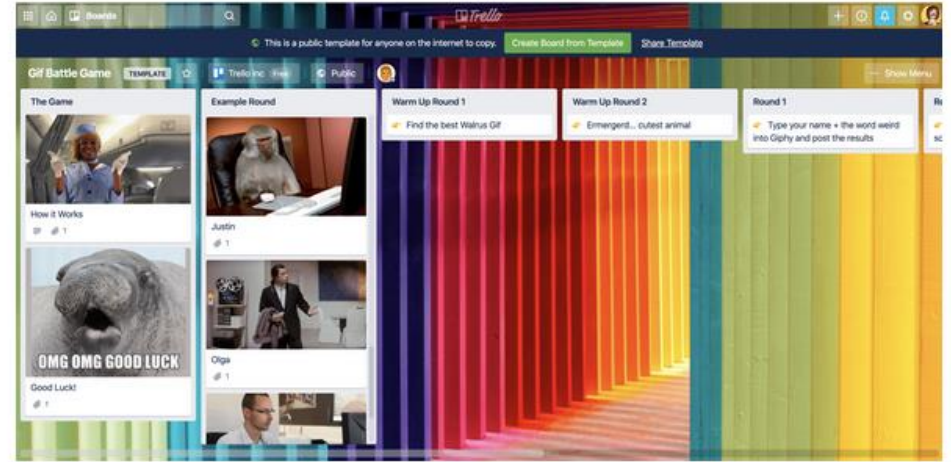 Boards
Trello
This is a public template for anyone on the internet to copy. Create Board from Template Share Template
Gif Battle Game TEMPLATE Trello Inc Free Public
Show Menu
The Game
How it Works
1
OMG OMG GOOD LUCK
Good Luck!
1
Example Round
Justin
1
Olga
1
Warm Up Round 1
Find the best Walrus Gif
Warm Up Round 2
Ermergerd... cutest animal
Round 1
Type your name + the word weird
into Giphy and post the results